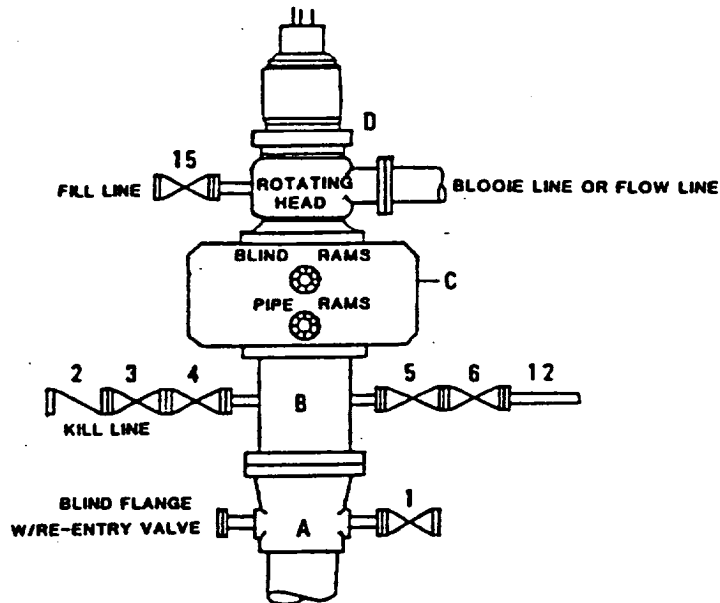 D
15
FILL LINE
ROTATING HEAD
BLOOIE LINE OR FLOW LINE
BLIND RAMS
C
PIPE RAMS
2 3 4
5 6 12
B
KILL LINE
BLIND FLANGE
W/RE-ENTRY VALVE
1
A